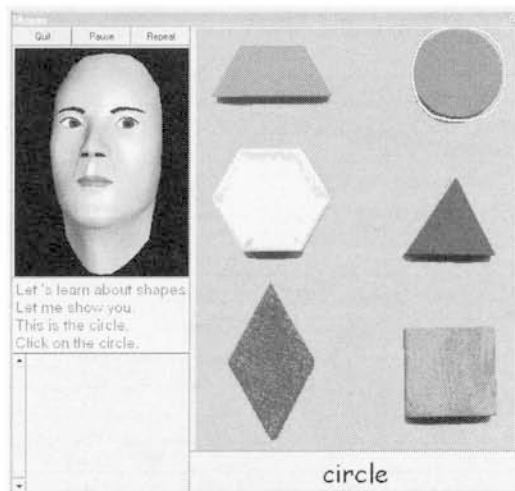 Shapes
Quit Pause Repeat
Let's learn about shapes
Let me show you
This is the circle.
Click on the circle.
circle